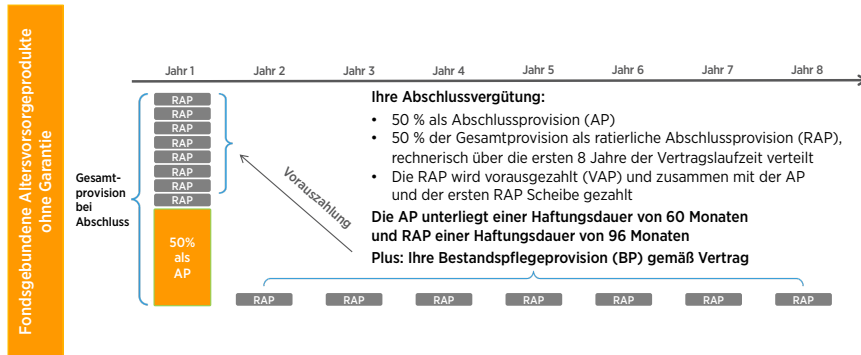 Fondsgebundene Altersvorsorgeprodukte
ohne Garantie
Jahr 1
Jahr 2
Jahr 3
Jahr 4
Jahr 5
Jahr 6
Jahr 7
Jahr 8
RAP
RAP
RAP
RAP
RAP
RAP
RAP
RAP
Gesamt-
provision
bei
Abschluss
50%
als
AP
Vorauszahlung
Ihre Abschlussvergütung:
• 50 % als Abschlussprovision (AP)
• 50 % der Gesamtprovision als ratierliche Abschlussprovision (RAP),
rechnerisch über die ersten 8 Jahre der Vertragslaufzeit verteilt
• Die RAP wird vorausgezahlt (VAP) und zusammen mit der AP
und der ersten RAP Scheibe gezahlt
Die AP unterliegt einer Haftungsdauer von 60 Monaten
und RAP einer Haftungsdauer von 96 Monaten
Plus: Ihre Bestandspflegeprovision (BP) gemäß Vertrag
RAP
RAP
RAP
RAP
RAP
RAP
RAP